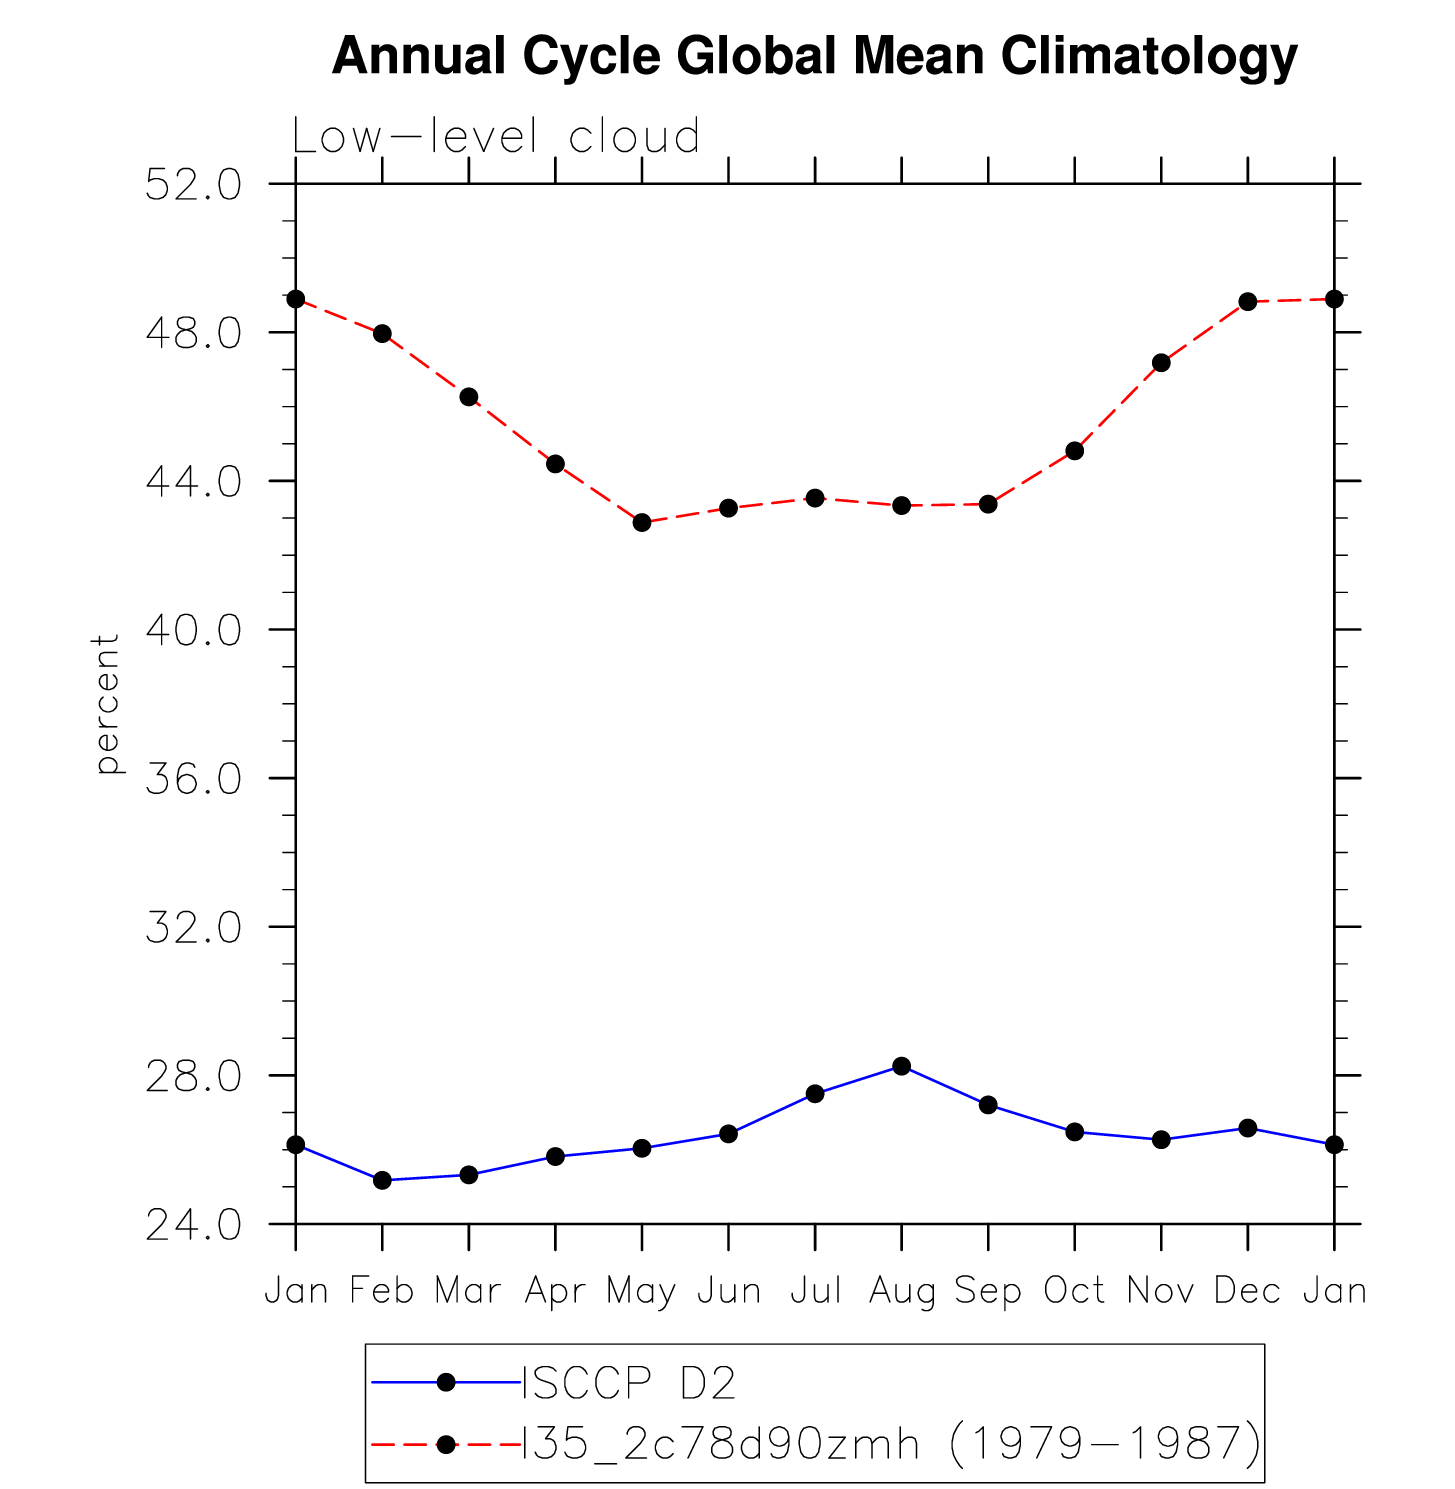 Annual Cycle Global Mean Climatology
Low-level cloud
52.0
48.0
44.0
40.0
36.0
32.0
28.0
24.0
percent
Jan Feb Mar Apr May Jun Jul Aug Sep Oct Nov Dec Jan
ISCCP D2
I35_2c78d90zmh (1979-1987)